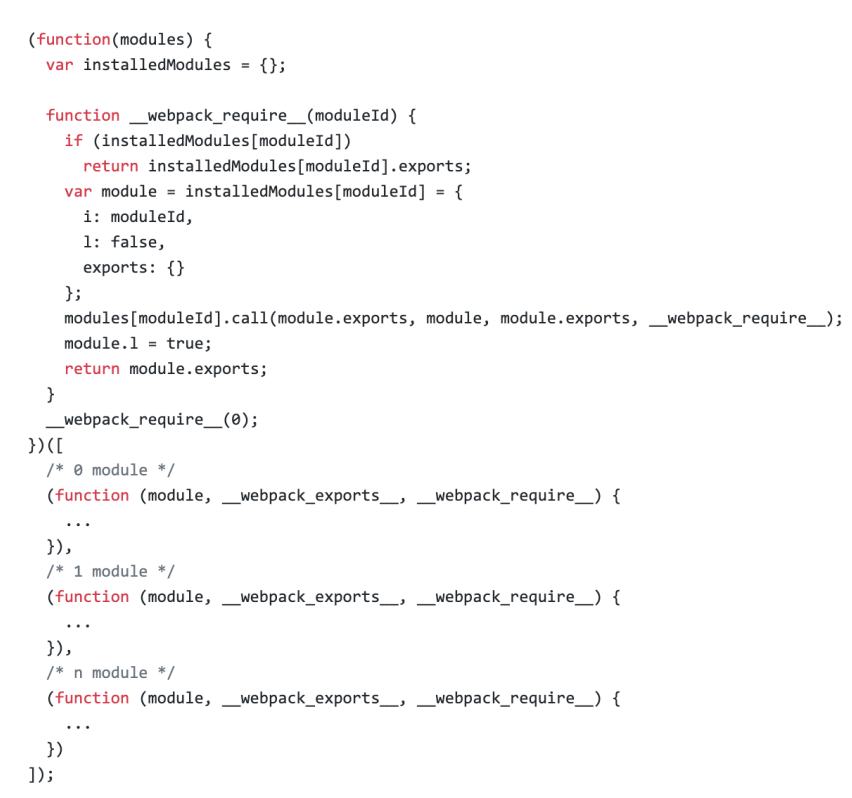 (function(modules) {
  var installedModules = {};

  function __webpack_require__(moduleId) {
    if (installedModules[moduleId])
      return installedModules[moduleId].exports;
    var module = installedModules[moduleId] = {
      i: moduleId,
      l: false,
      exports: {}
    };
    modules[moduleId].call(module.exports, module, module.exports, __webpack_require__);
    module.l = true;
    return module.exports;
  }
  __webpack_require__(0);
})([
  /* 0 module */
  (function (module, __webpack_exports__, __webpack_require__) {
    ...
  }),
  /* 1 module */
  (function (module, __webpack_exports__, __webpack_require__) {
    ...
  }),
  /* n module */
  (function (module, __webpack_exports__, __webpack_require__) {
    ...
  })
]);